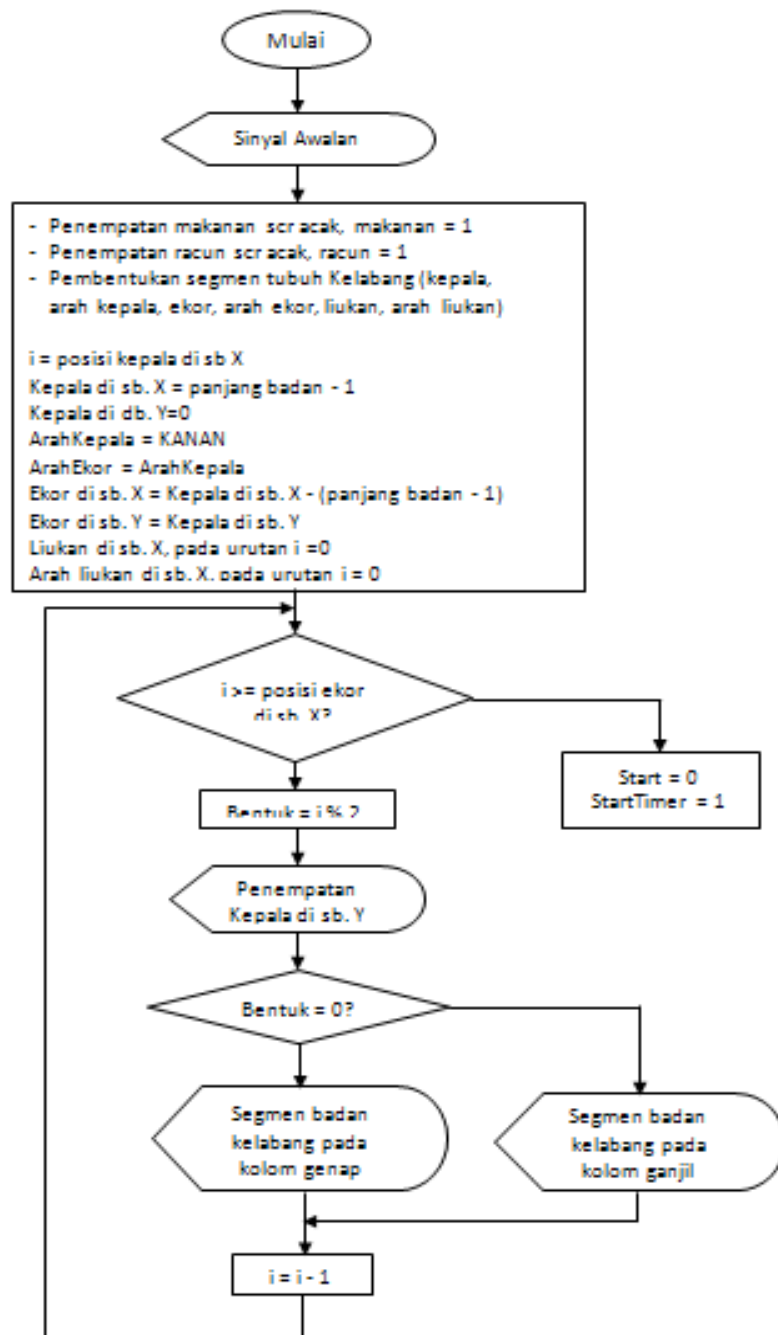 Mulai
Sinyal Awalan
- Penempatan makanan scr acak, makanan = 1
- Penempatan racun scr acak, racun = 1
- Pembentukan segmen tubuh Kelabang (kepala,
arah kepala, ekor, arah ekor, liukan, arah liukan)
i = posisi kepala di sb X
Kepala di sb. X = panjang badan - 1
Kepala di db. Y=0
ArahKepala = KANAN
ArahEkor = ArahKepala
Ekor di sb. X = Kepala di sb. X - (panjang badan - 1)
Ekor di sb. Y = Kepala di sb. Y
Liukan di sb. X, pada urutan i =0
Arah liukan di sb. X, pada urutan i = 0
i >= posisi ekor
di sb. X?
Start = 0
StartTimer = 1
Bentuk = i % 2
Penempatan
Kepala di sb. Y
Bentuk = 0?
Segmen badan
kelabang pada
kolom genap
Segmen badan
kelabang pada
kolom ganjil
i = i - 1